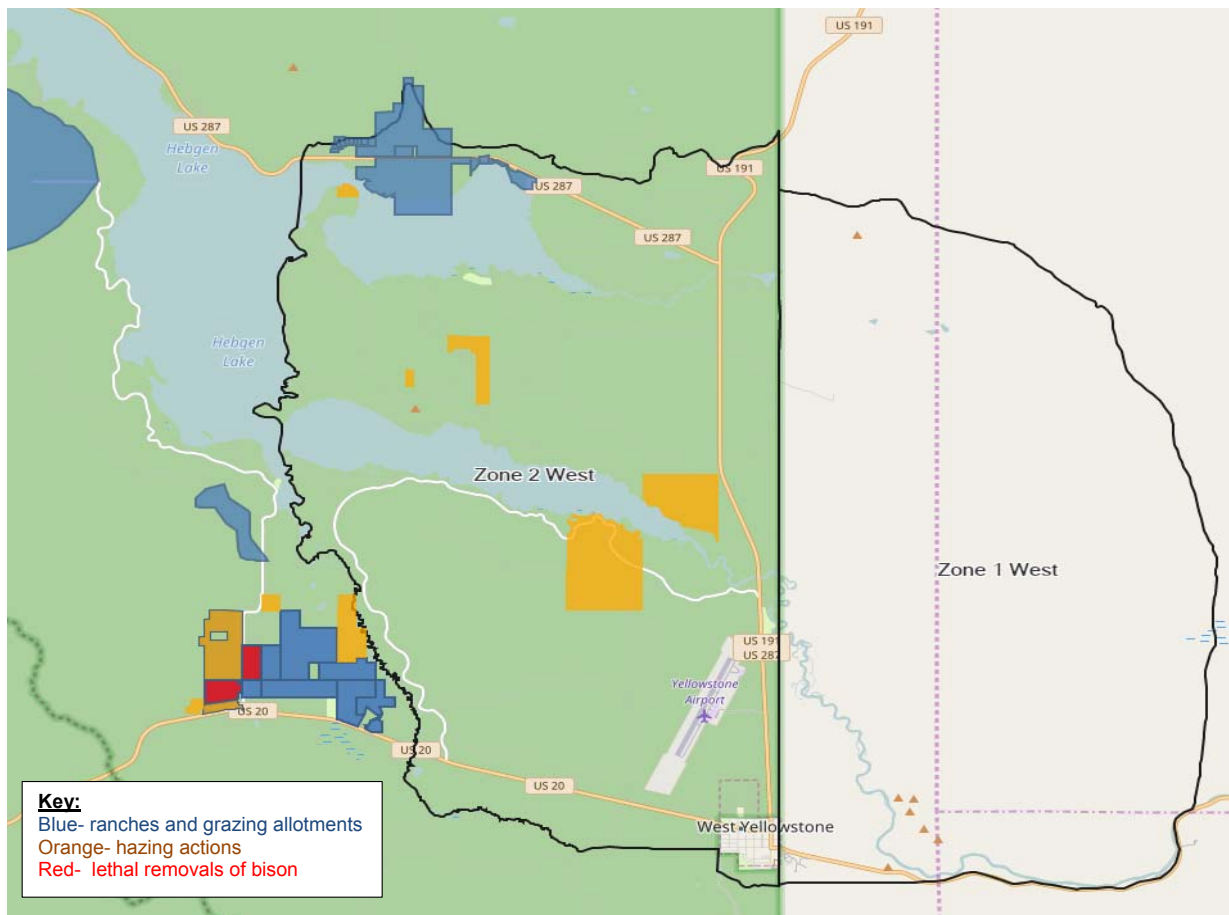 US 191
US 287
Hebgen
Lake
US 191
US 287
US 287
Hebgen
Lake
Zone 2 West
Zone 1 West
US 191
US 287
Yellowstone
Airport
US 20
US 20
US 20
West Yellowstone
Key:
Blue- ranches and grazing allotments
Orange- hazing actions
Red- lethal removals of bison